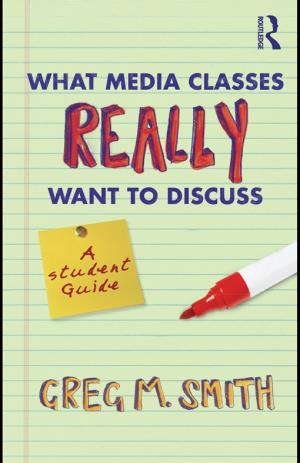 ROUTLEDGE
WHAT MEDIA CLASSES
REALLY
WANT TO DISCUSS
A
student
Guide
GREG M. SMITH